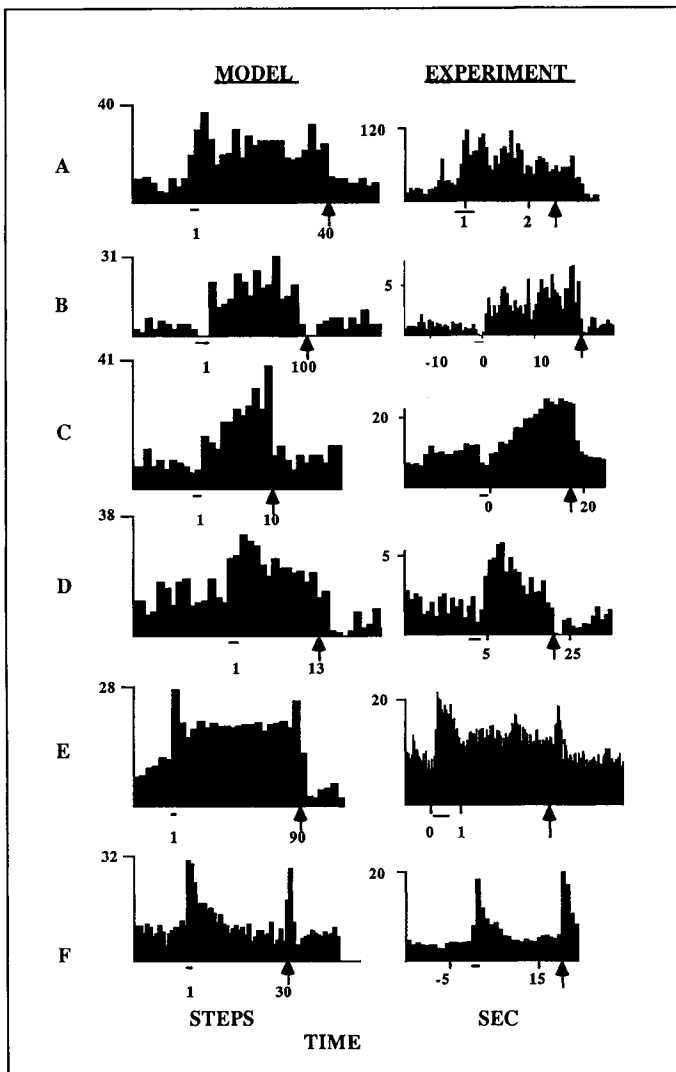 MODEL EXPERIMENT
40 120
A
1 40 1 2
31 5
B
1 100 -10 0 10
41 20
C
1 10 0 20
38 5
D
1 13 5 25
28 20
E
1 90 0 1
32 20
F
1 30 -5 15
STEPS SEC
TIME